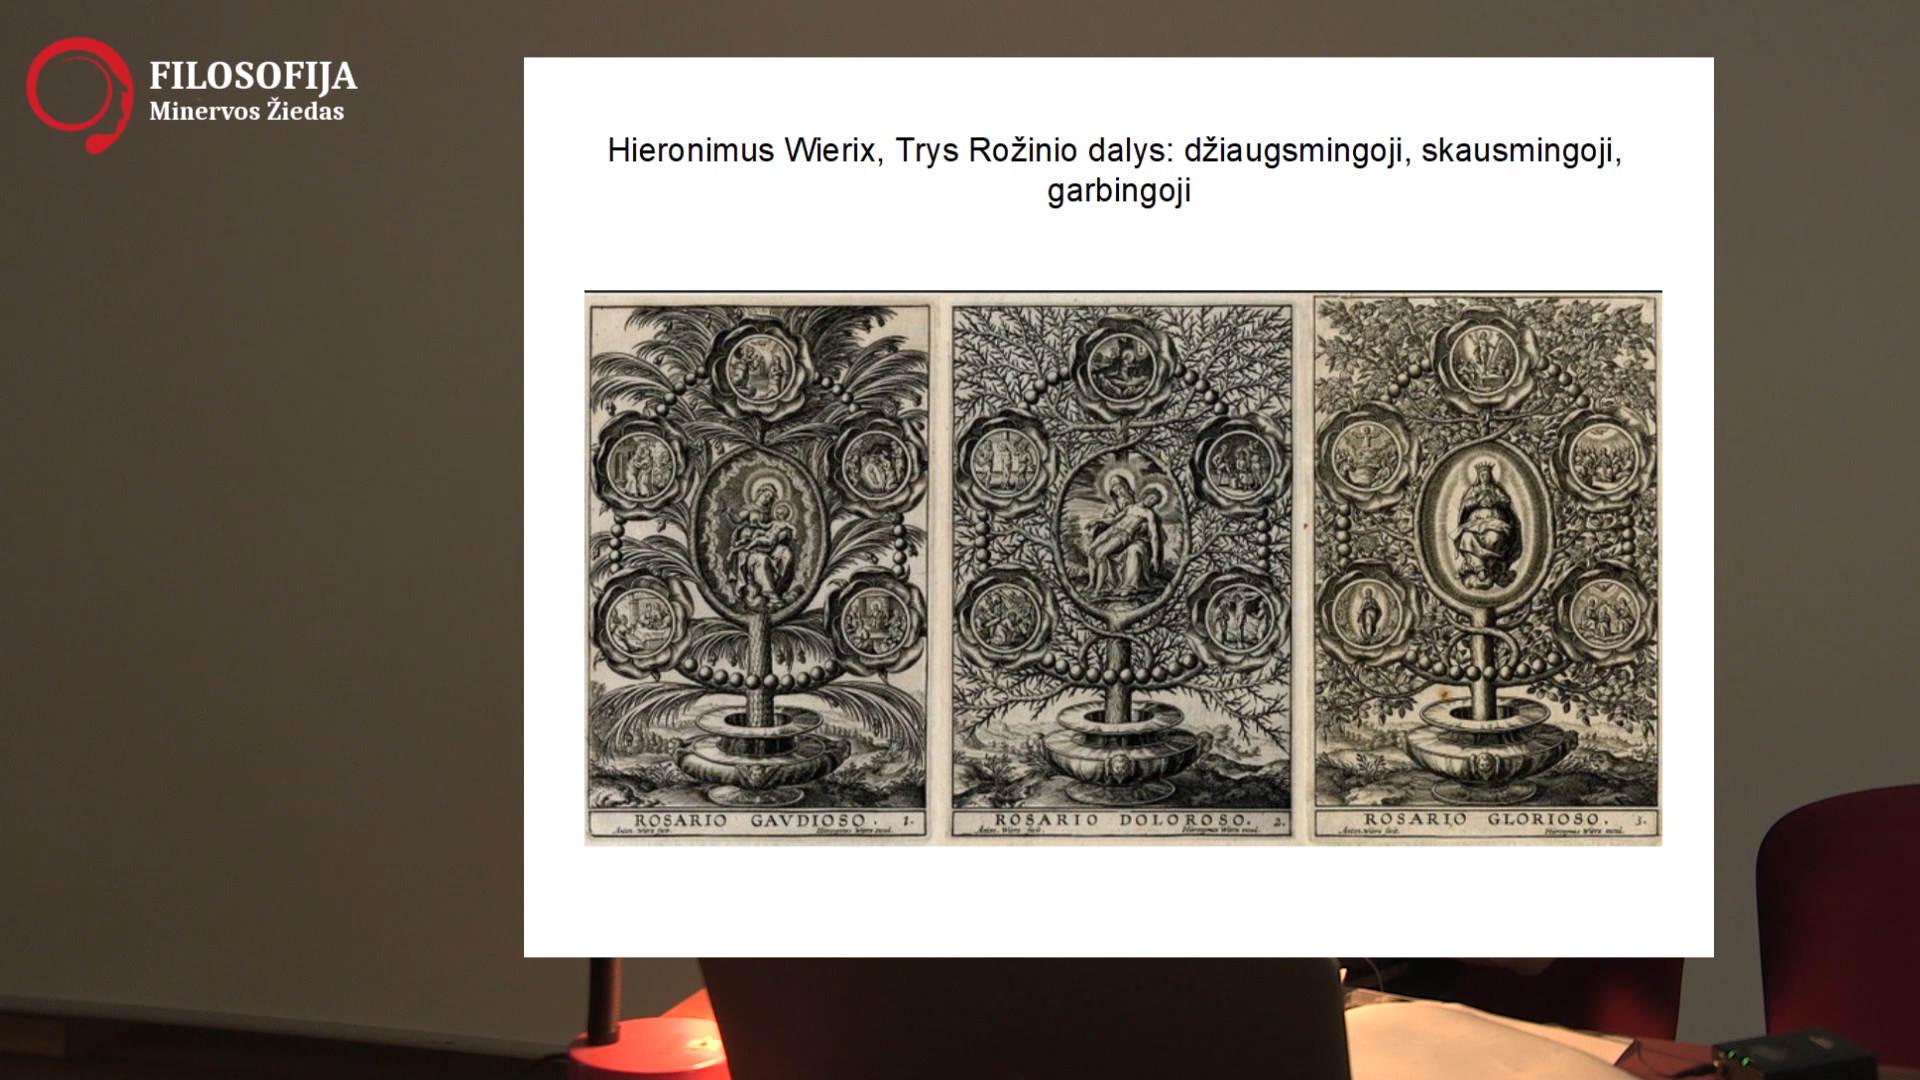 FILOSOFIJA
Minervos Žiedas
Hieronimus Wierix, Trys Rožinio dalys: džiaugsmingoji, skausmingoji,
garbingoji
ROSARIO GAVDIOSO. 1.
ROSARIO DOLOROSO. 2.
ROSARIO GLORIOSO. 3.